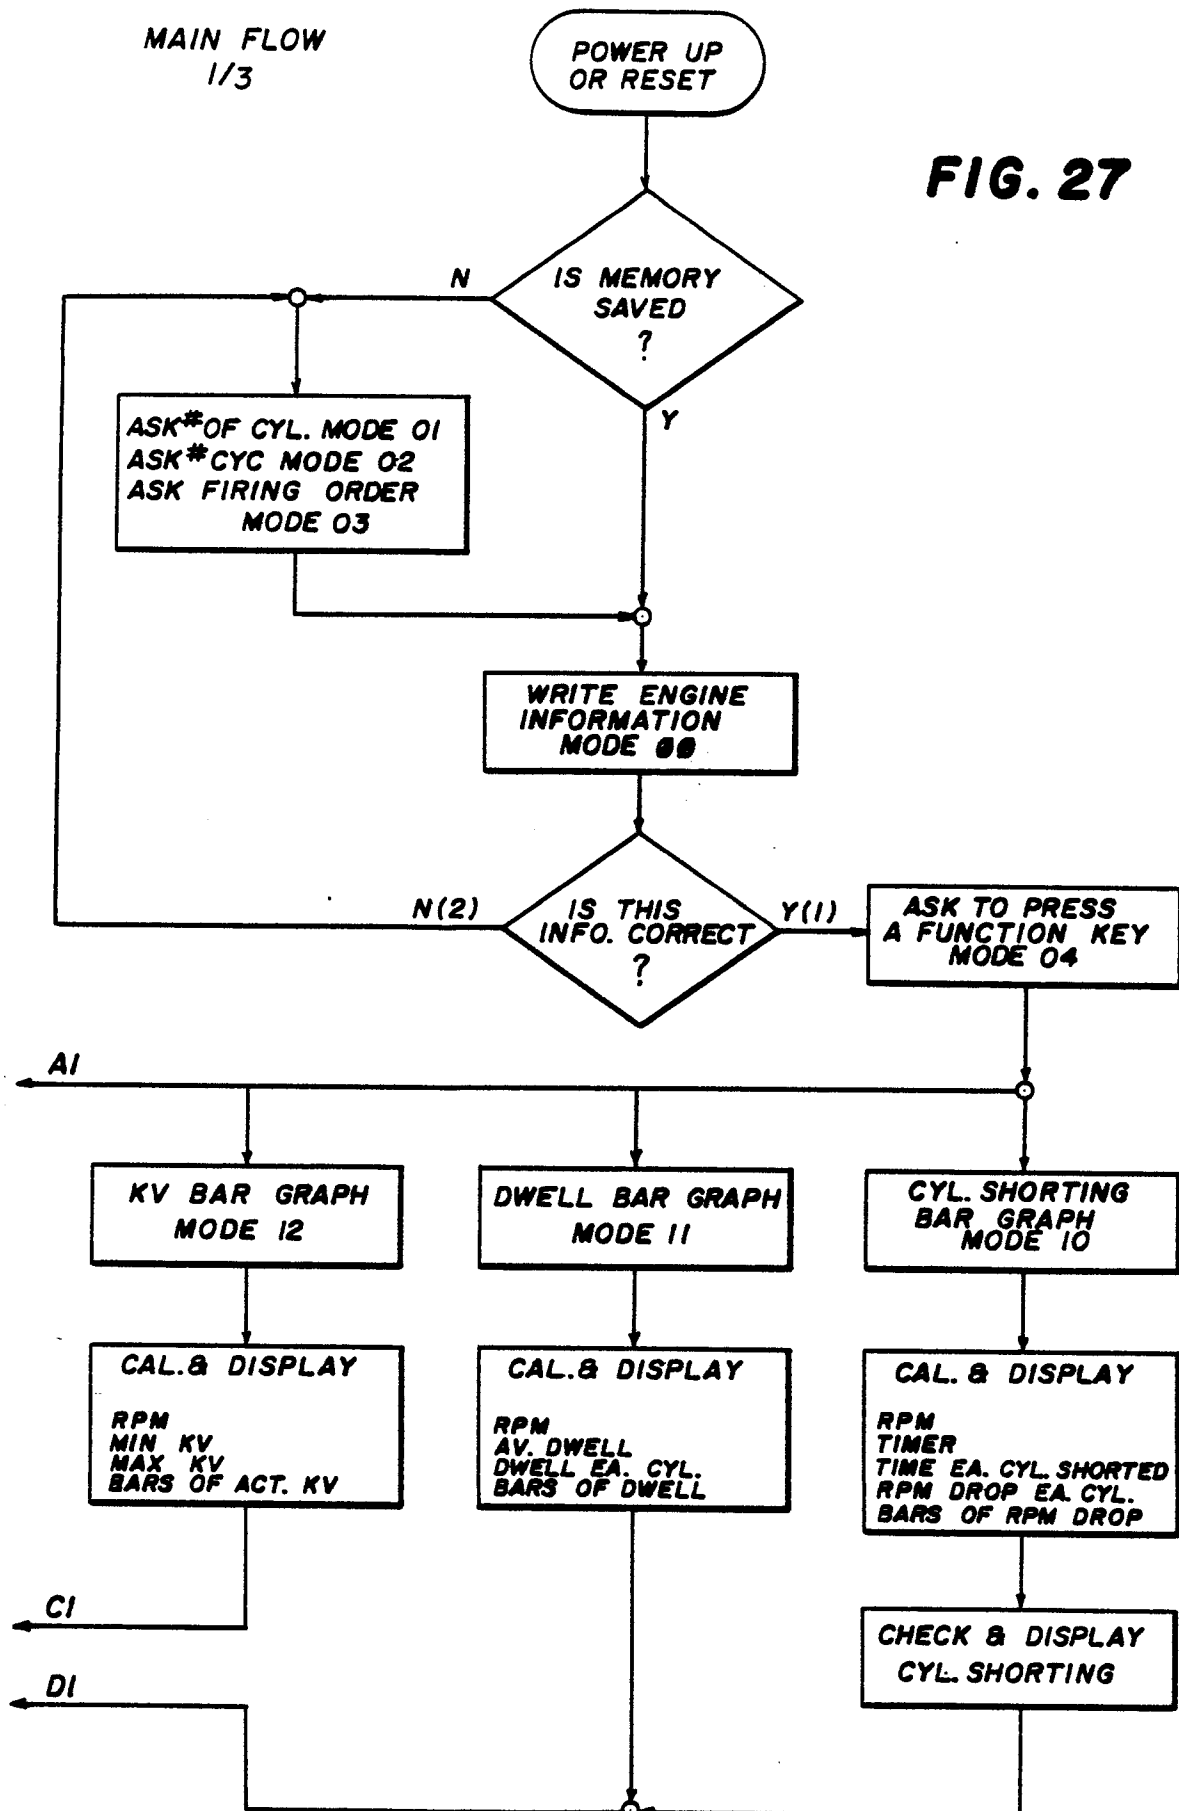 MAIN FLOW
1/3
POWER UP
OR RESET
FIG. 27
IS MEMORY
SAVED
?
N
Y
ASK # OF CYL. MODE 01
ASK # CYC MODE 02
ASK FIRING ORDER
MODE 03
WRITE ENGINE
INFORMATION
MODE 00
IS THIS
INFO. CORRECT
?
N(2)
Y(1)
ASK TO PRESS
A FUNCTION KEY
MODE 04
A1
KV BAR GRAPH
MODE 12
DWELL BAR GRAPH
MODE 11
CYL. SHORTING
BAR GRAPH
MODE 10
CAL. & DISPLAY
RPM
MIN KV
MAX KV
BARS OF ACT. KV
CAL. & DISPLAY
RPM
AV. DWELL
DWELL EA. CYL.
BARS OF DWELL
CAL. & DISPLAY
RPM
TIMER
TIME EA. CYL. SHORTED
RPM DROP EA. CYL.
BARS OF RPM DROP
C1
CHECK & DISPLAY
CYL. SHORTING
D1